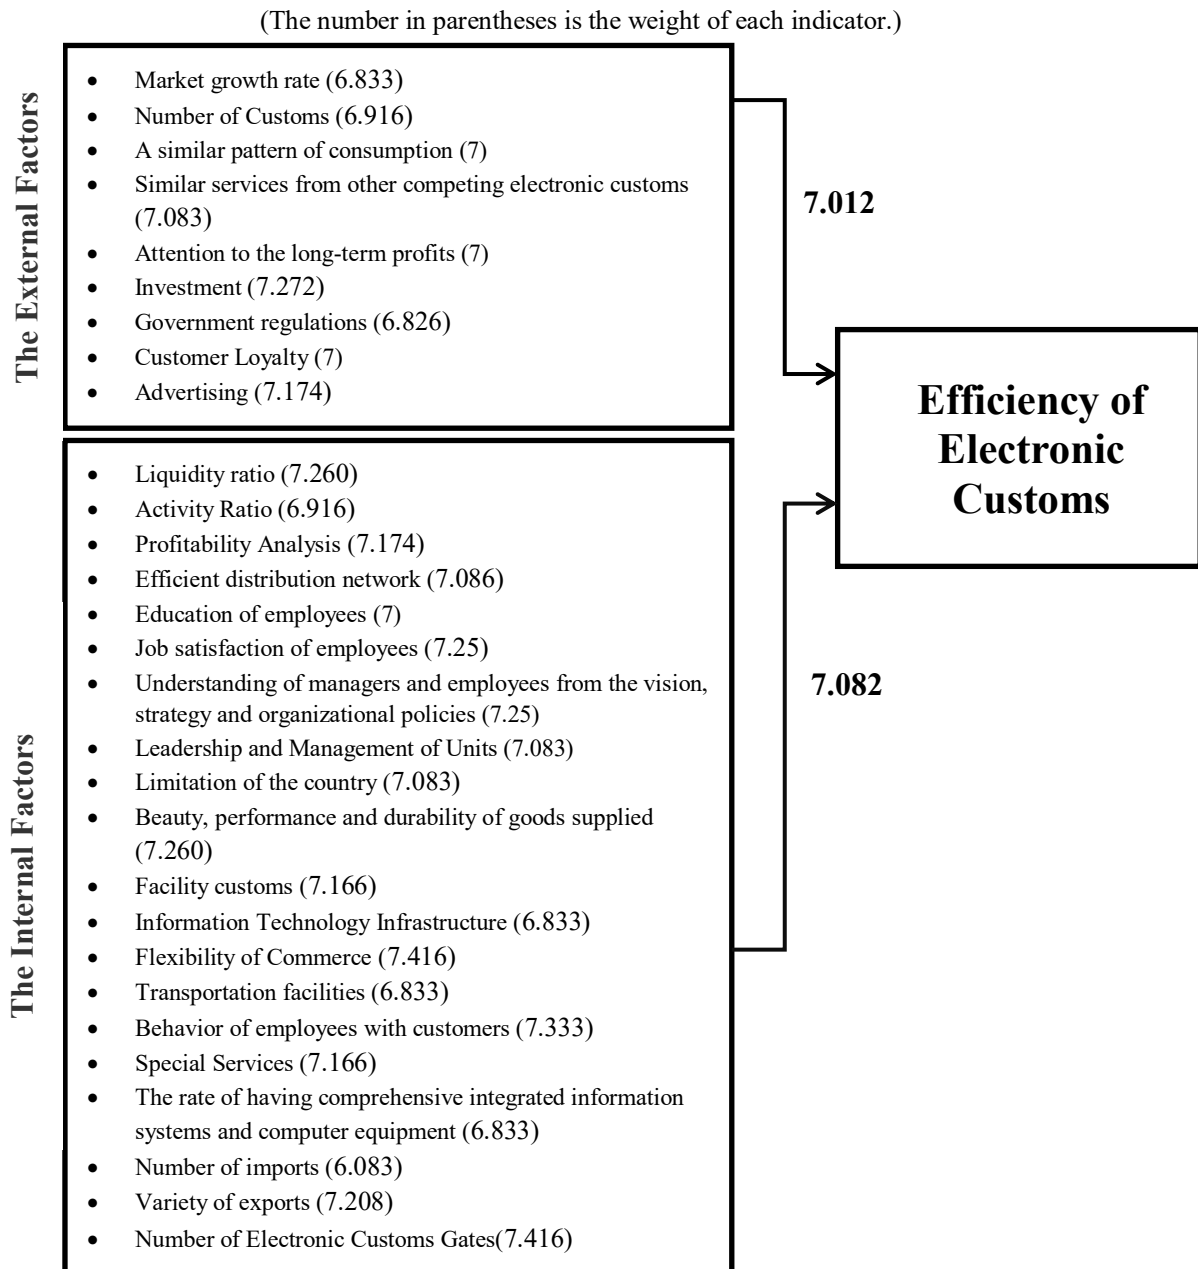 (The number in parentheses is the weight of each indicator.)
The External Factors
• Market growth rate (6.833)
• Number of Customs (6.916)
• A similar pattern of consumption (7)
• Similar services from other competing electronic customs
(7.083)
• Attention to the long-term profits (7)
• Investment (7.272)
• Government regulations (6.826)
• Customer Loyalty (7)
• Advertising (7.174)
7.012
The Internal Factors
• Liquidity ratio (7.260)
• Activity Ratio (6.916)
• Profitability Analysis (7.174)
• Efficient distribution network (7.086)
• Education of employees (7)
• Job satisfaction of employees (7.25)
• Understanding of managers and employees from the vision,
strategy and organizational policies (7.25)
• Leadership and Management of Units (7.083)
• Limitation of the country (7.083)
• Beauty, performance and durability of goods supplied
(7.260)
• Facility customs (7.166)
• Information Technology Infrastructure (6.833)
• Flexibility of Commerce (7.416)
• Transportation facilities (6.833)
• Behavior of employees with customers (7.333)
• Special Services (7.166)
• The rate of having comprehensive integrated information
systems and computer equipment (6.833)
• Number of imports (6.083)
• Variety of exports (7.208)
• Number of Electronic Customs Gates(7.416)
7.082
Efficiency of
Electronic
Customs